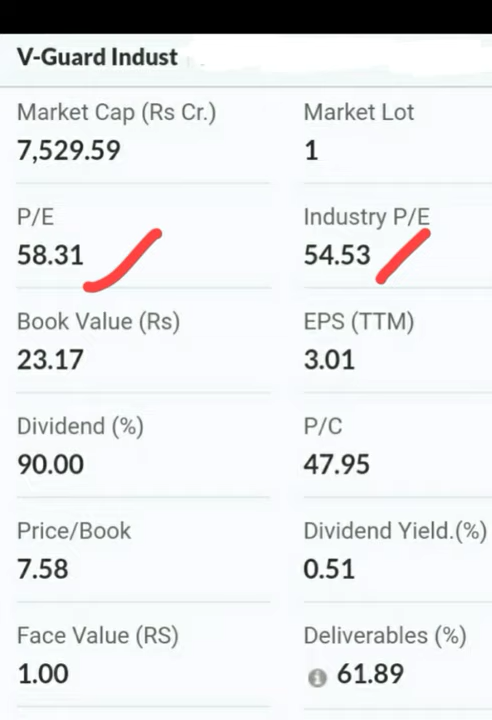 V-Guard Indust
Market Cap (Rs Cr.) Market Lot
7,529.59 1
P/E Industry P/E
58.31 54.53
Book Value (Rs) EPS (TTM)
23.17 3.01
Dividend (%) P/C
90.00 47.95
Price/Book Dividend Yield.(%)
7.58 0.51
Face Value (RS) Deliverables (%)
1.00 61.89